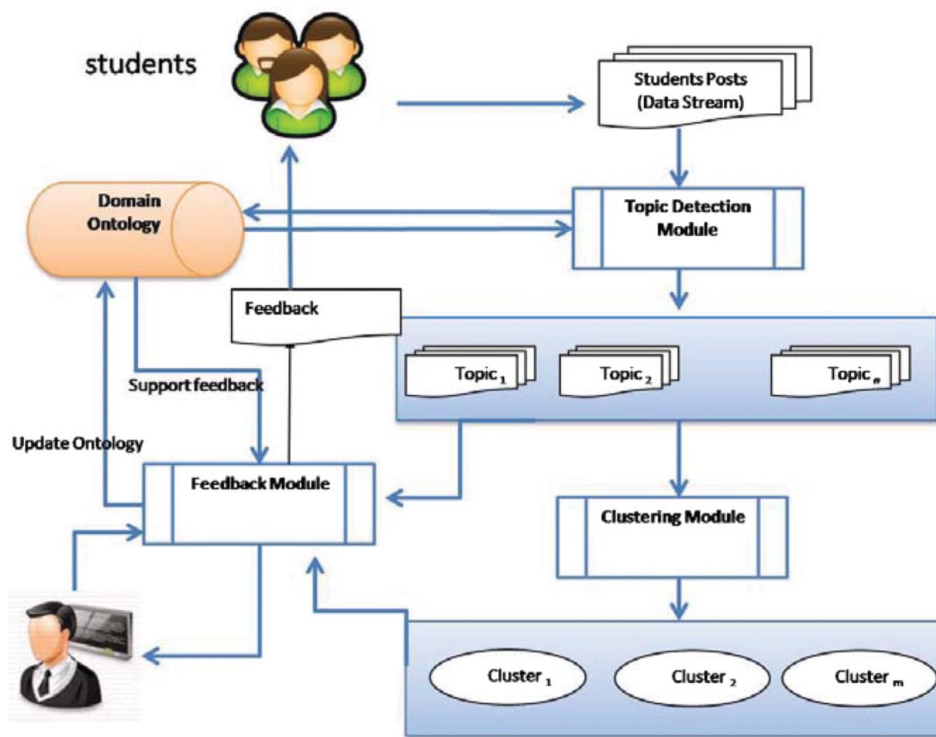 students
Students Posts
(Data Stream)
Domain
Ontology
Topic Detection
Module
Feedback
Topic 1
Topic 2
Topic n
Support feedback
Update Ontology
Feedback Module
Clustering Module
Cluster 1
Cluster 2
Cluster m